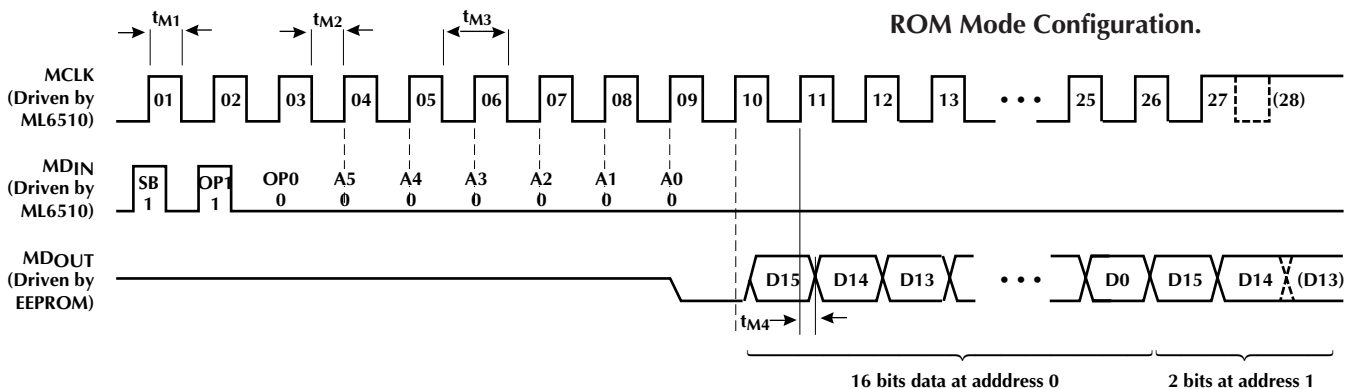 ROM Mode Configuration.
tM1 tM2 tM3
MCLK
(Driven by
ML6510)
01 02 03 04 05 06 07 08 09 10 11 12 13 • • • 25 26 27 (28)
MDIN
(Driven by
ML6510)
SB OP1 OP0 A5 A4 A3 A2 A1 A0
1 1 0 0 0 0 0 0 0
MDOUT
(Driven by
EEPROM)
D15 D14 D13 • • • D0 D15 D14 (D13)
tM4
16 bits data at adddress 0 2 bits at address 1